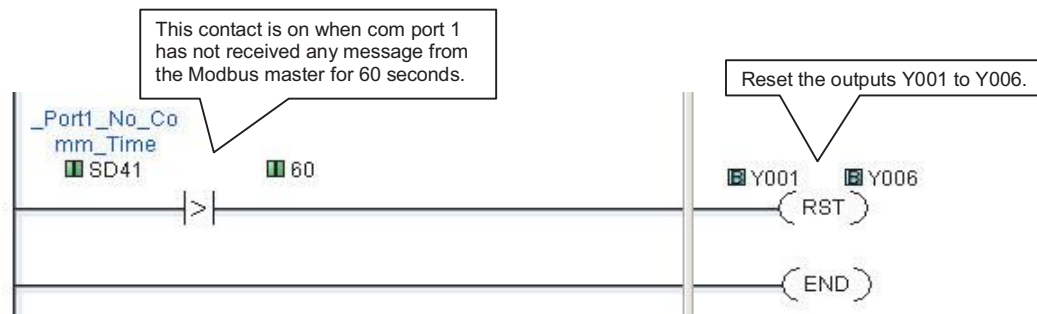 This contact is on when com port 1
has not received any message from
the Modbus master for 60 seconds.
Reset the outputs Y001 to Y006.
_Port1_No_Co
mm_Time
SD41 60
>
B Y001 B Y006
RST
END